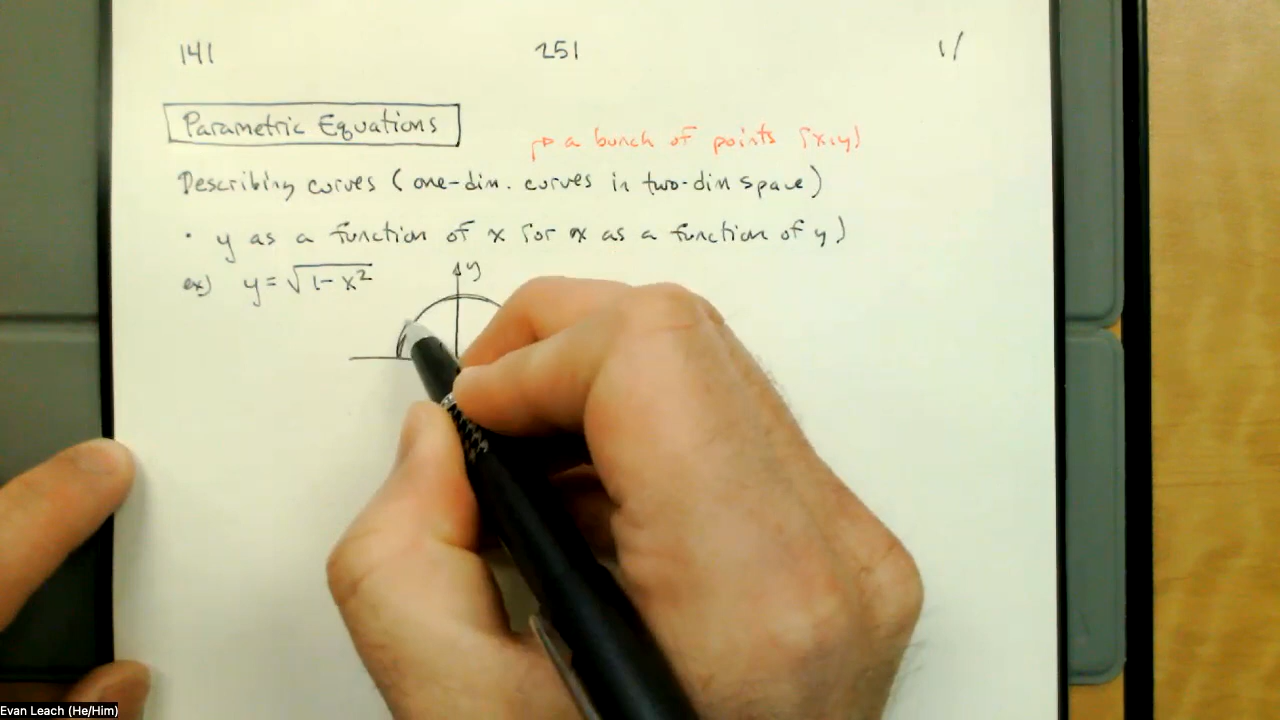 141 251 1/
Parametric Equations
→ a bunch of points (x,y)
Describing curves (one-dim. curves in two-dim space)
• y as a function of x (or x as a function of y)
ex) y = √(1-x²)
y
Evan Leach (He/Him)